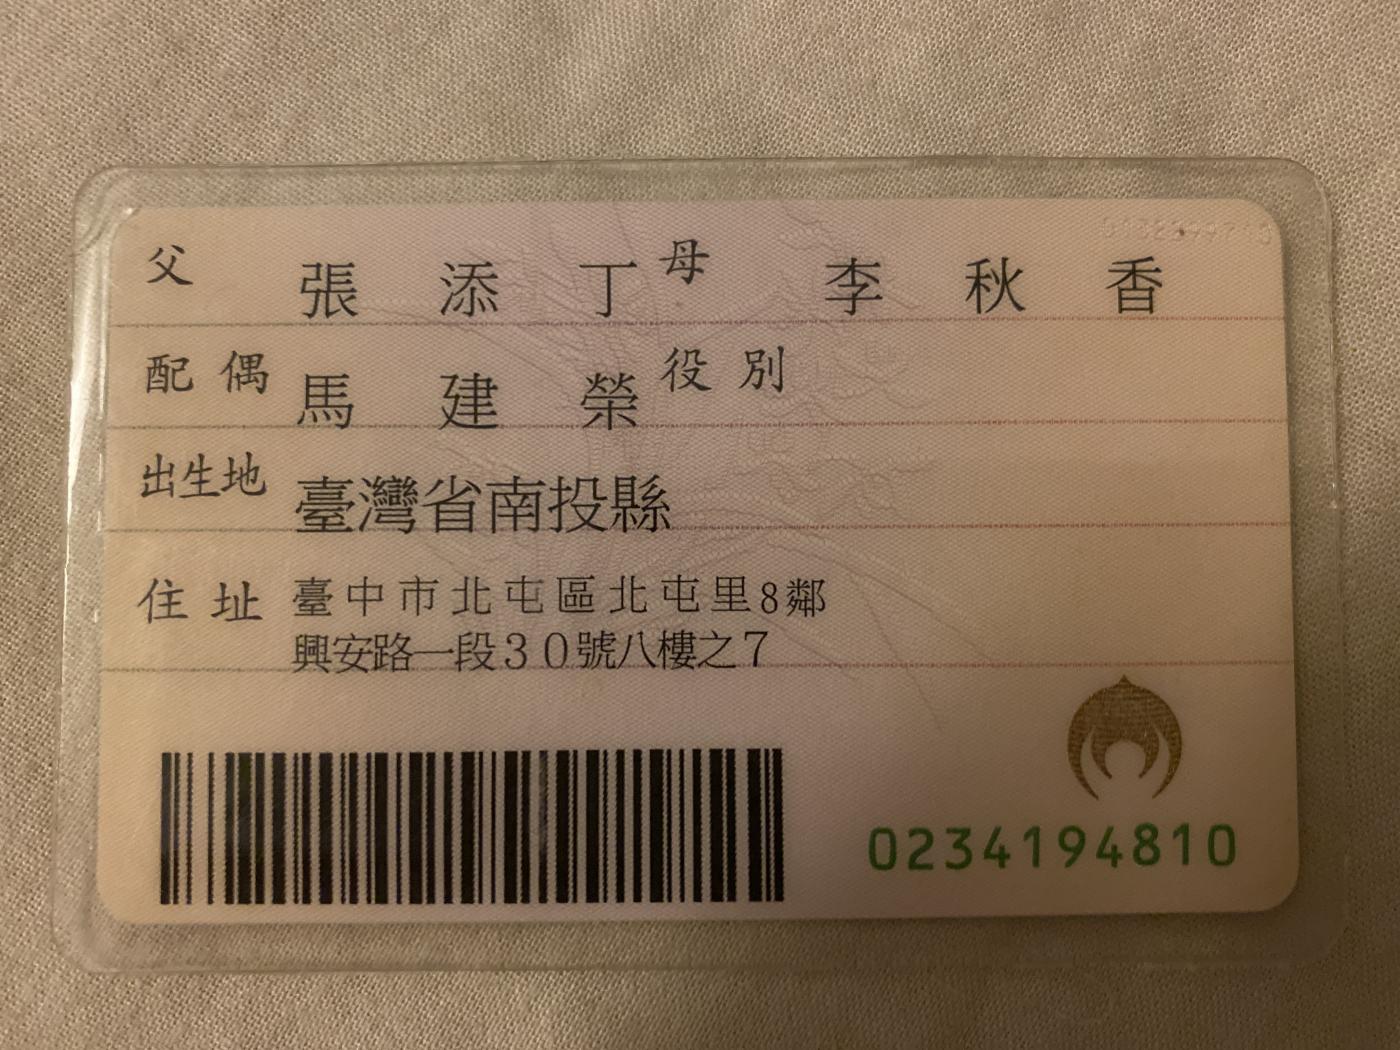 父 張添丁 母 李秋香
配偶 馬建榮 役別
出生地 臺灣省南投縣
住址 臺中市北屯區北屯里8鄰
興安路一段30號八樓之7
0234194810